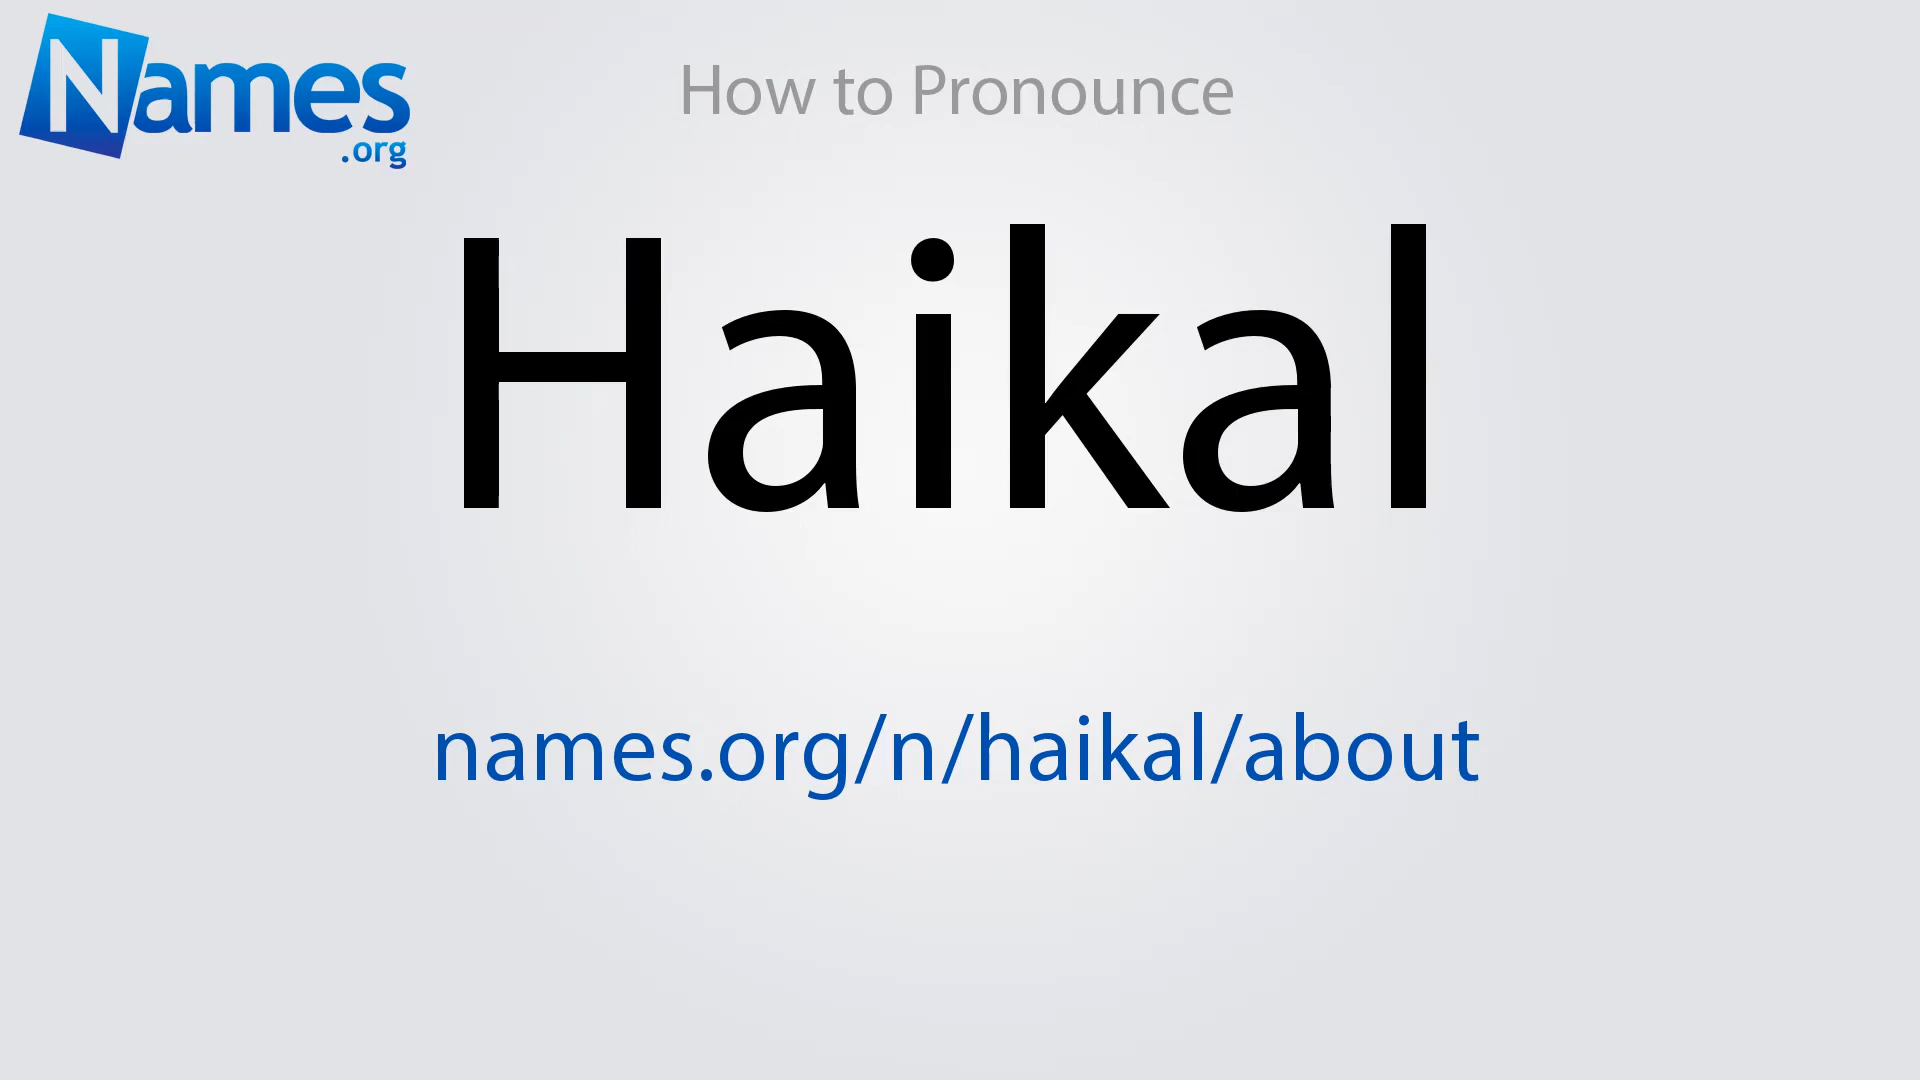 Names
.org
How to Pronounce
Haikal
names.org/n/haikal/about